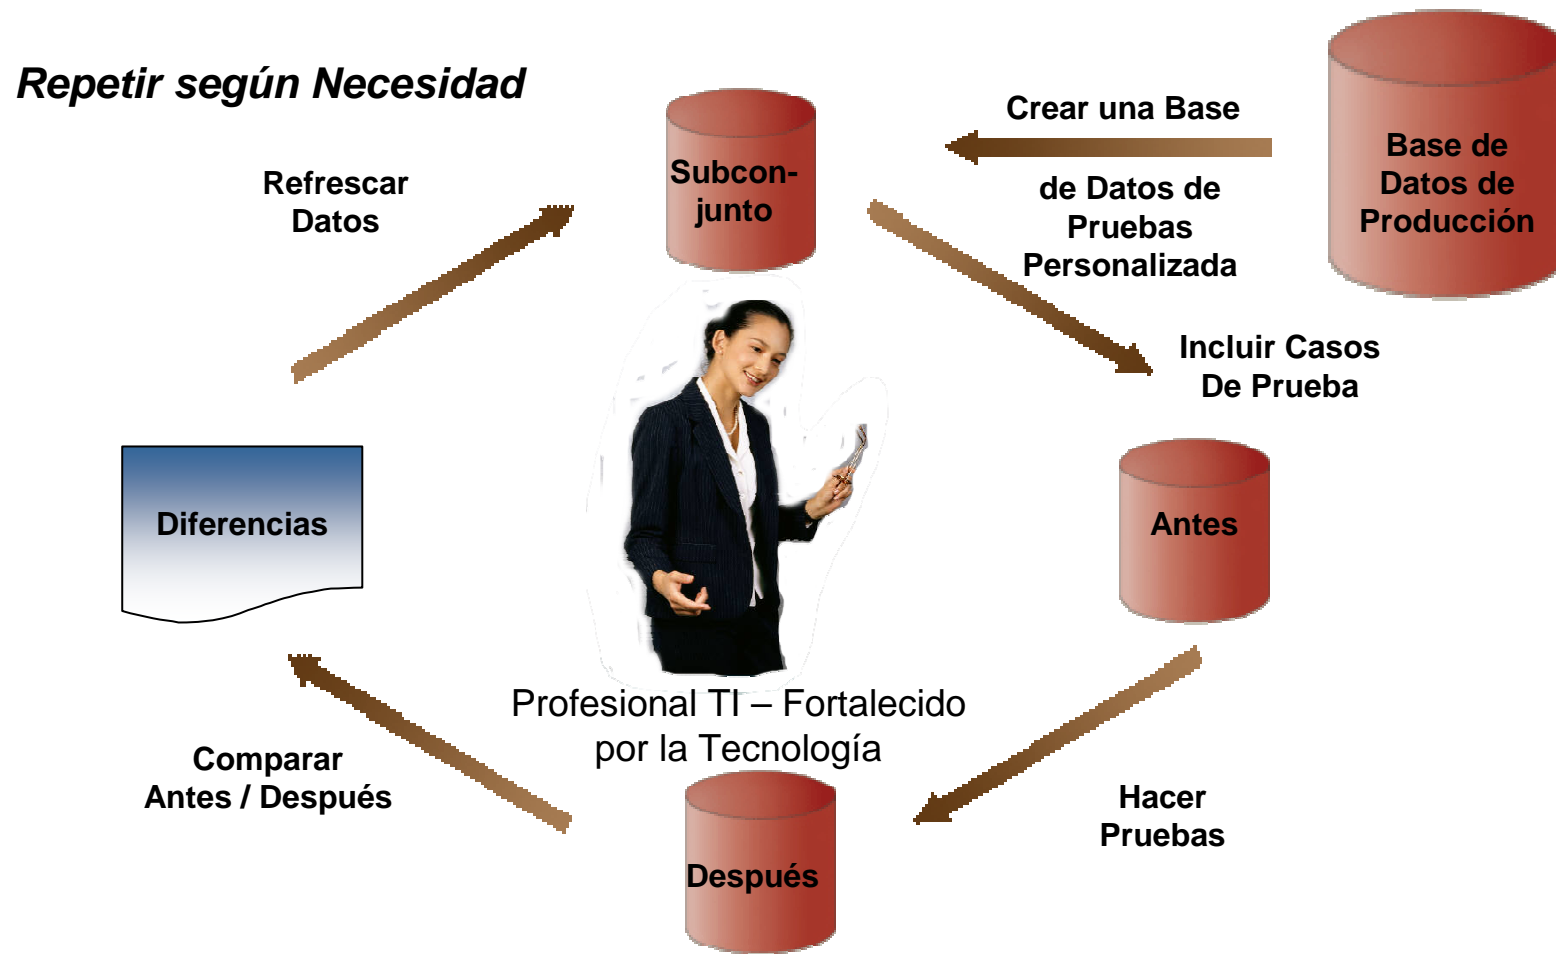 Repetir según Necesidad
Crear una Base
de Datos de
Pruebas
Personalizada
Base de
Datos de
Producción
Subcon-
junto
Refrescar
Datos
Incluir Casos
De Prueba
Diferencias
Antes
Profesional TI – Fortalecido
por la Tecnología
Comparar
Antes / Después
Hacer
Pruebas
Después